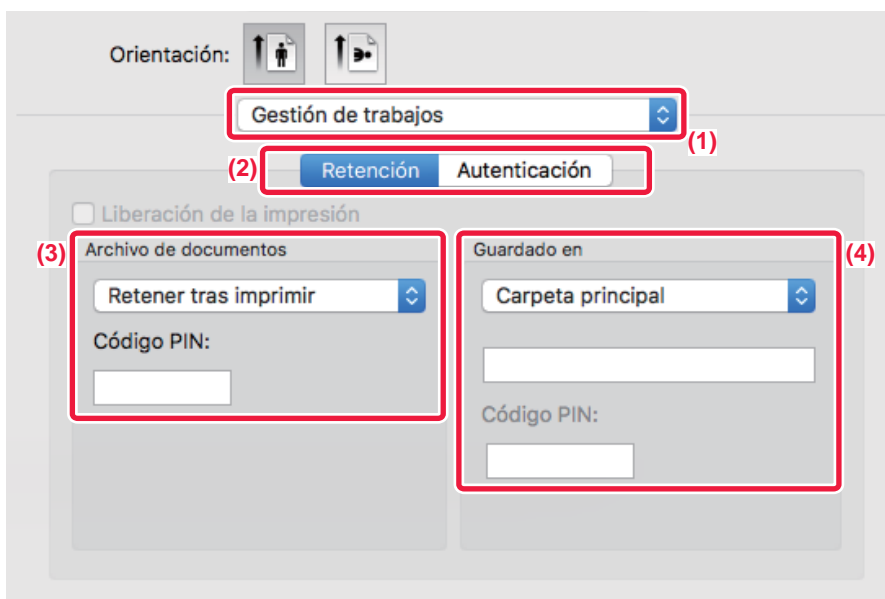 Orientación:
Gestión de trabajos
(1)
(2)
Retención Autenticación
Liberación de la impresión
(3)
Archivo de documentos
Retener tras imprimir
Código PIN:
Guardado en
(4)
Carpeta principal
Código PIN: